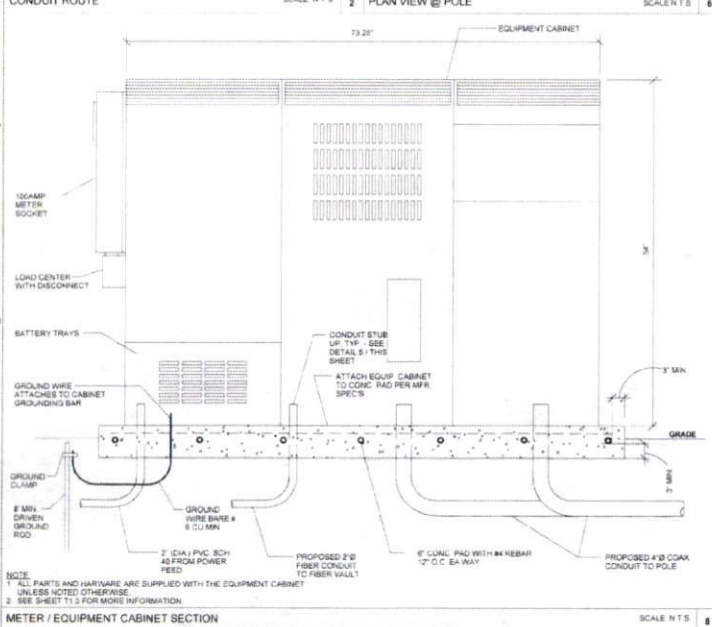 CONDUIT ROUTE
SCALE N T S
2
PLAN VIEW @ POLE
SCALE N T S
6
73.25"
EQUIPMENT CABINET
100AMP
METER
SOCKET
LOAD CENTER
WITH DISCONNECT
54"
BATTERY TRAYS
CONDUIT STUB
UP, TYP. - SEE
DETAIL 5 / THIS
SHEET
GROUND WIRE
ATTACHES TO CABINET
GROUNDING BAR
ATTACH EQUIP. CABINET
TO CONC. PAD PER MFR.
SPEC'S
3" MIN.
GRADE
GROUND
CLAMP
3" MIN.
8' MIN.
DRIVEN
GROUND
ROD
GROUND
WIRE BARE #
6 CU MIN.
2" (DIA.) PVC, SCH
40 FROM POWER
FEED
PROPOSED 2"Ø
FIBER CONDUIT
TO FIBER VAULT
6" CONC. PAD WITH #4 REBAR
12" O.C. EA WAY
PROPOSED 4"Ø COAX
CONDUIT TO POLE
NOTE
1. ALL PARTS AND HARWARE ARE SUPPLIED WITH THE EQUIPMENT CABINET
UNLESS NOTED OTHERWISE.
2. SEE SHEET T1.2 FOR MORE INFORMATION.
METER / EQUIPMENT CABINET SECTION
SCALE N T S
8